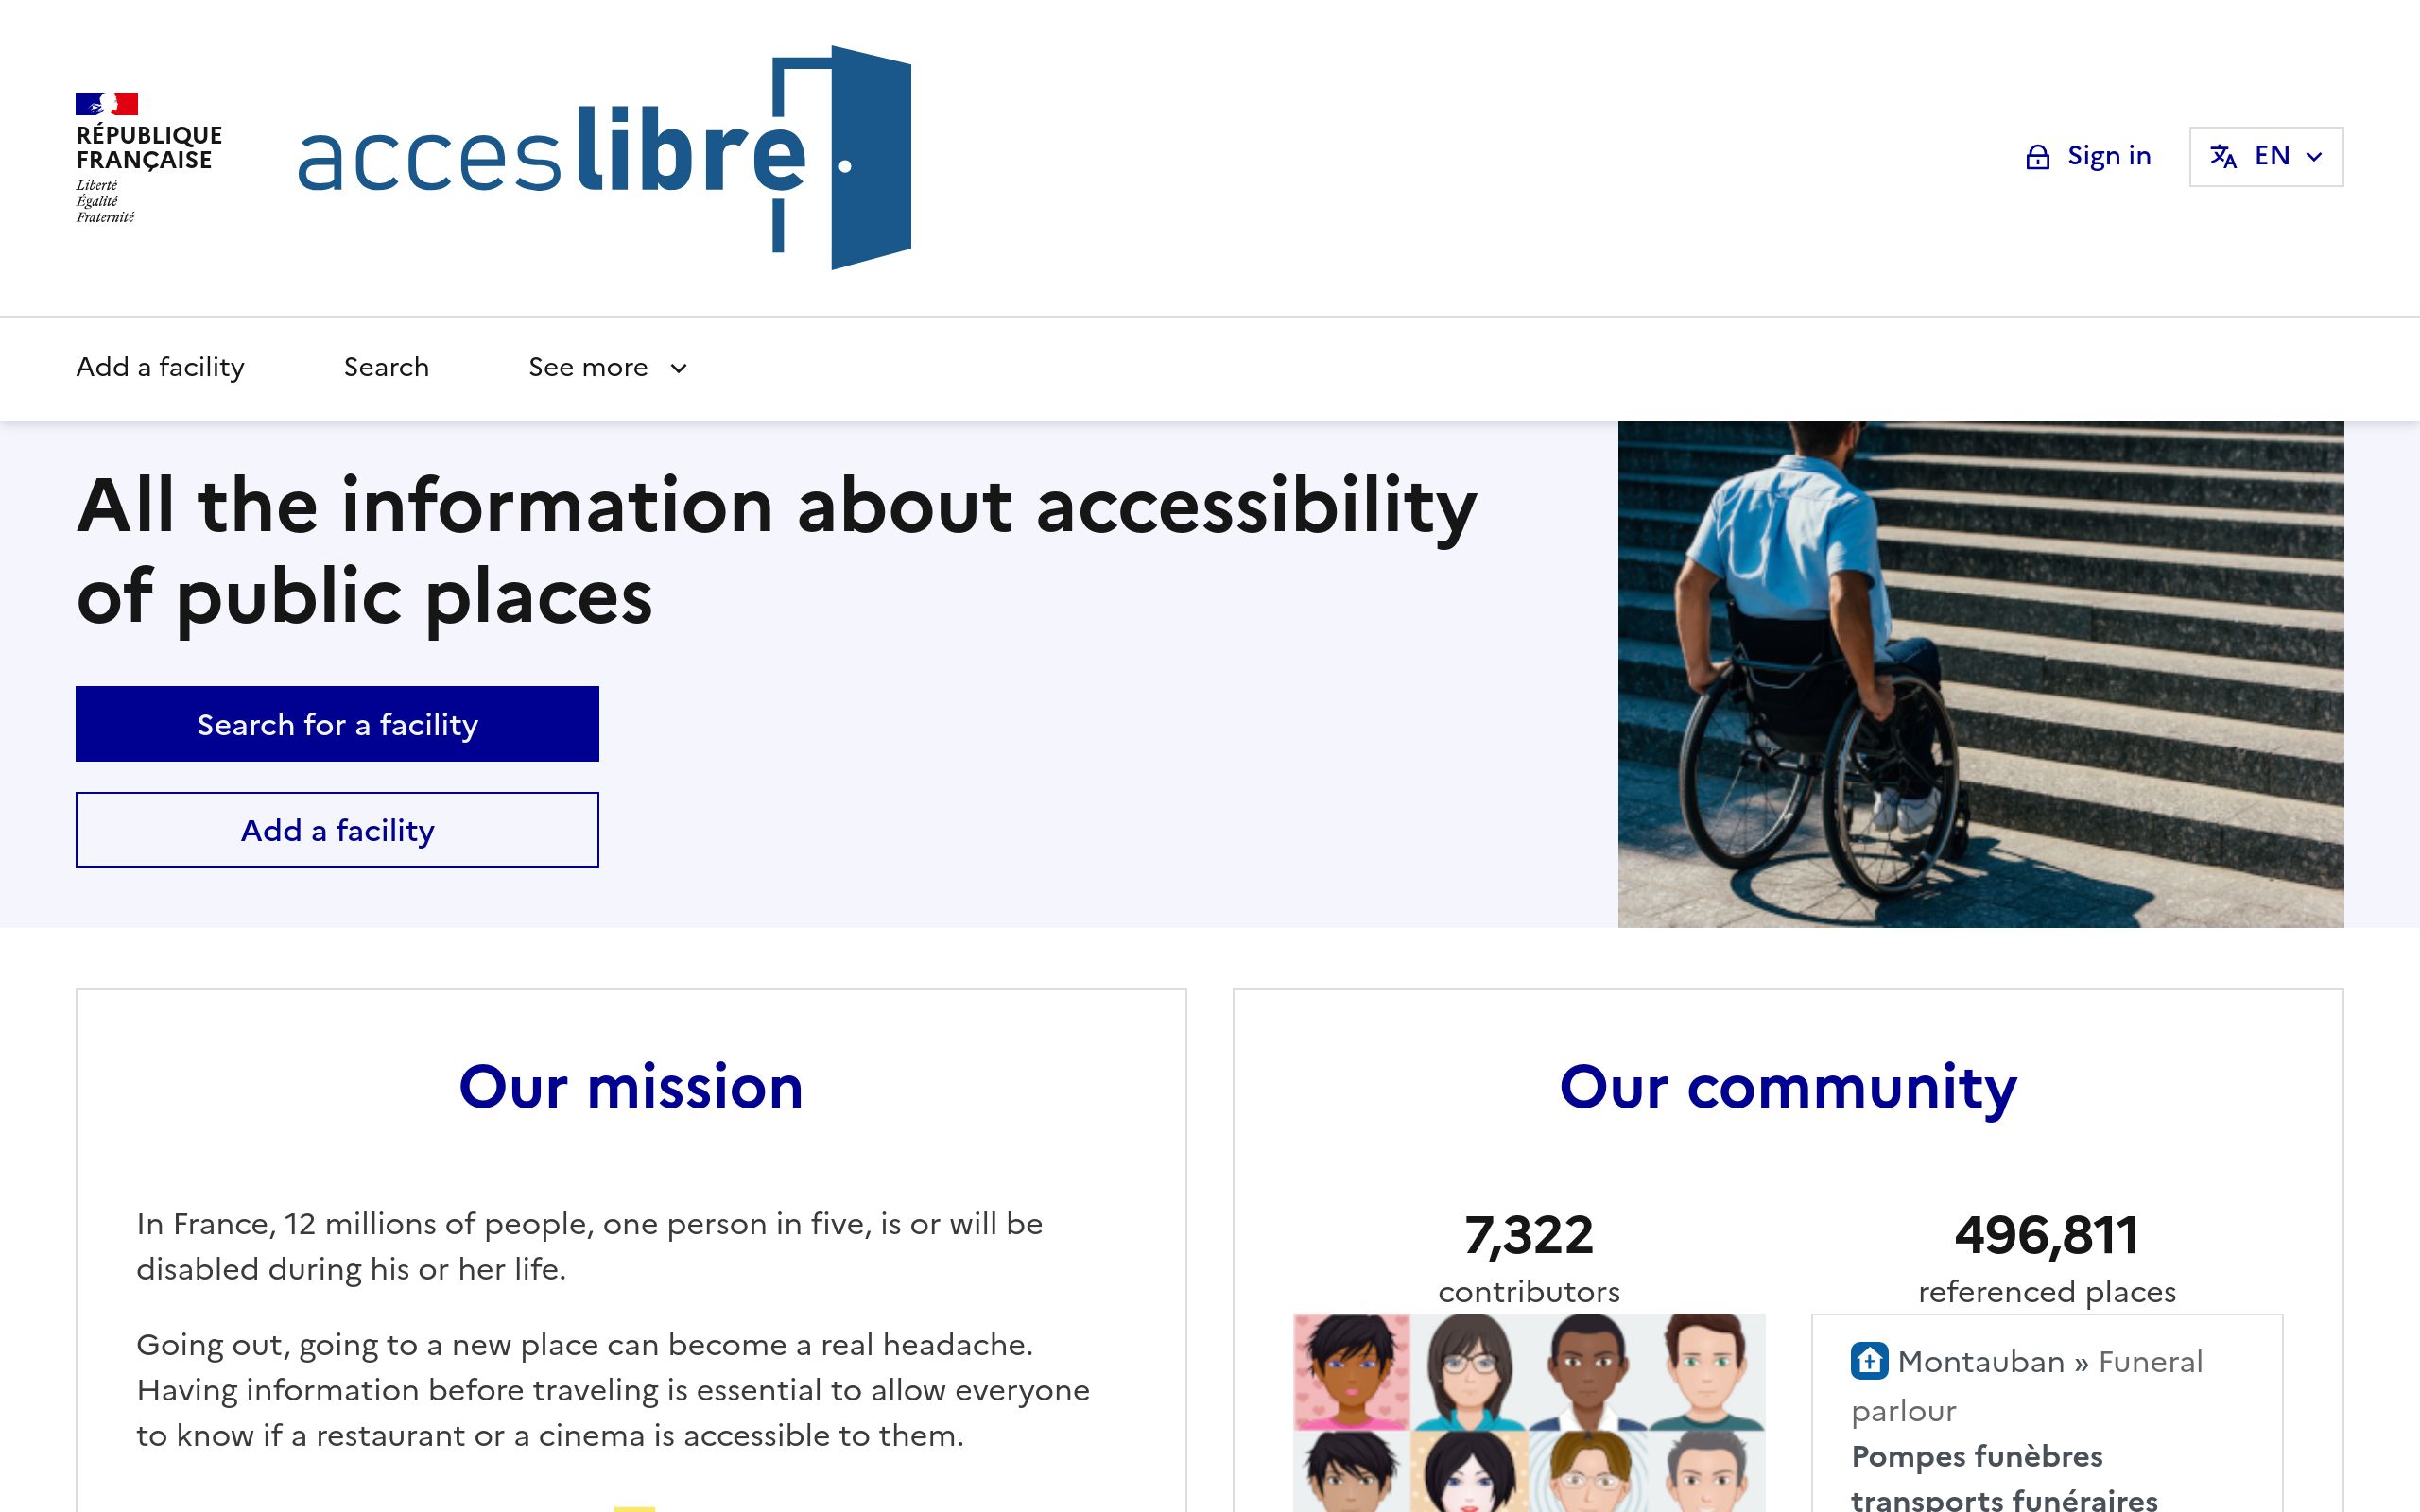 RÉPUBLIQUE
FRANÇAISE
Liberté
Égalité
Fraternité
acceslibre
Sign in
EN
Add a facility
Search
See more
All the information about accessibility
of public places
Search for a facility
Add a facility
Our mission
In France, 12 millions of people, one person in five, is or will be
disabled during his or her life.
Going out, going to a new place can become a real headache.
Having information before traveling is essential to allow everyone
to know if a restaurant or a cinema is accessible to them.
Our community
7,322
contributors
496,811
referenced places
Montauban » Funeral
parlour
Pompes funèbres
transports funéraires